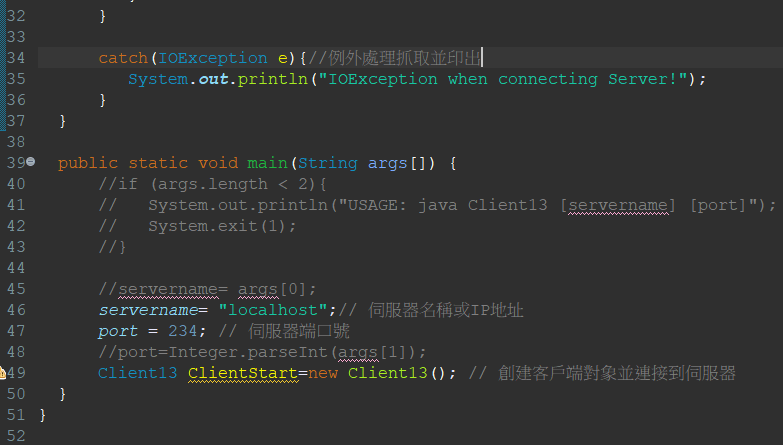 32 }
33
34 catch(IOException e){//例外處理抓取並印出
35 System.out.println("IOException when connecting Server!");
36 }
37 }
38
39 public static void main(String args[]) {
40 //if (args.length < 2){
41 // System.out.println("USAGE: java Client13 [servername] [port]");
42 // System.exit(1);
43 //}
44
45 //servername= args[0];
46 servername= "localhost";// 伺服器名稱或IP地址
47 port = 234; // 伺服器端口號
48 //port=Integer.parseInt(args[1]);
49 Client13 ClientStart=new Client13(); // 創建客戶端對象並連接到伺服器
50 }
51 }
52